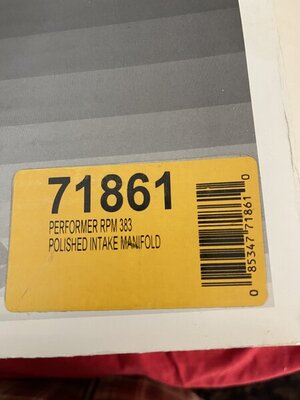 71861
PERFORMER RPM 383
POLISHED INTAKE MANIFOLD
0 85347 71861 0